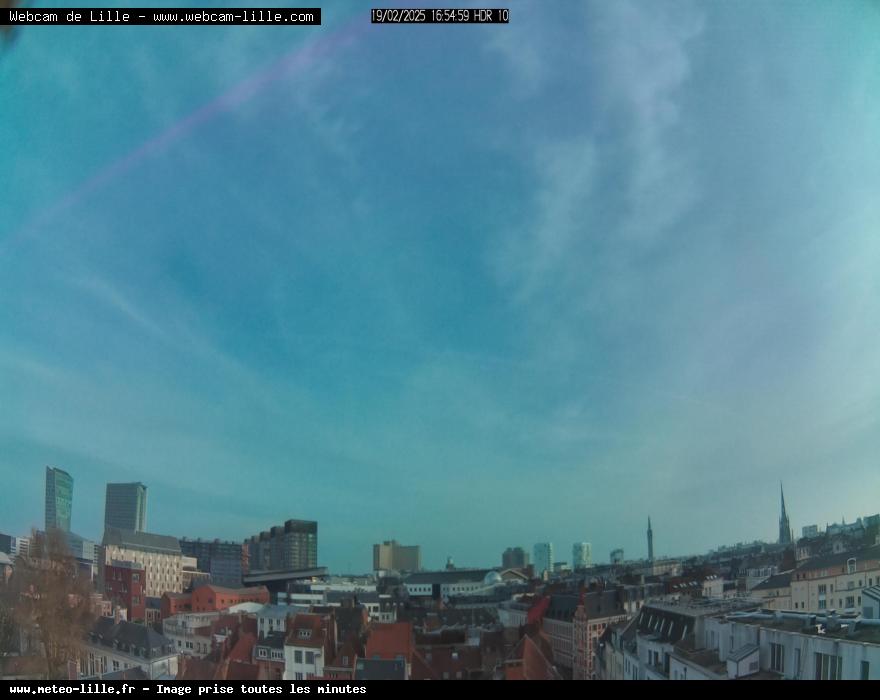 Webcam de Lille - www.webcam-lille.com
19/02/2025 16:54:59 HDR 10
www.meteo-lille.fr - Image prise toutes les minutes